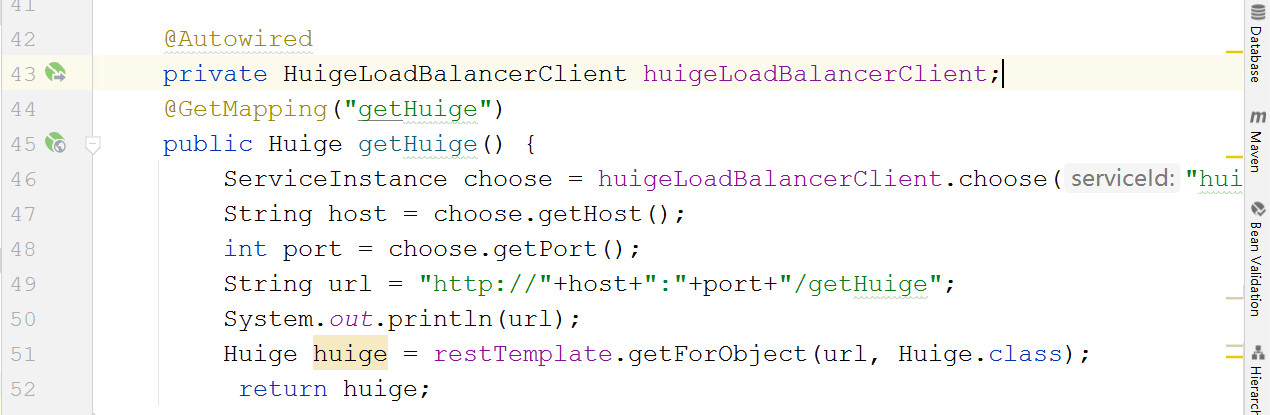 41
42 @Autowired
43 private HuigeLoadBalancerClient huigeLoadBalancerClient;
44 @GetMapping("getHuige")
45 public Huige getHuige() {
46 ServiceInstance choose = huigeLoadBalancerClient.choose( serviceId: "hui
47 String host = choose.getHost();
48 int port = choose.getPort();
49 String url = "http://"+host+":"+port+"/getHuige";
50 System.out.println(url);
51 Huige huige = restTemplate.getForObject(url, Huige.class);
52 return huige;
Database
Maven
Bean Validation
Hierarch